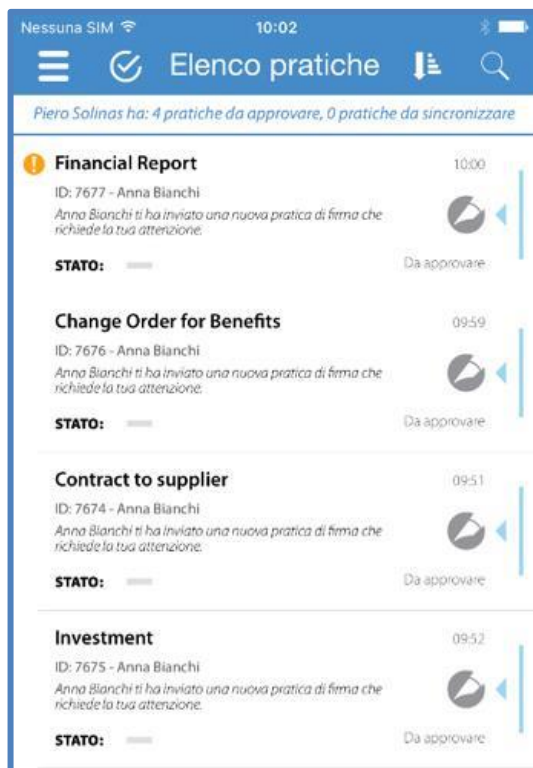 Nessuna SIM 10:02
Elenco pratiche
Piero Solinas ha: 4 pratiche da approvare, 0 pratiche da sincronizzare
Financial Report 10:00
ID: 7677 - Anna Bianchi
Anna Bianchi ti ha inviato una nuova pratica di firma che
richiede la tua attenzione.
STATO: Da approvare
Change Order for Benefits 09:59
ID: 7676 - Anna Bianchi
Anna Bianchi ti ha inviato una nuova pratica di firma che
richiede la tua attenzione.
STATO: Da approvare
Contract to supplier 09:51
ID: 7674 - Anna Bianchi
Anna Bianchi ti ha inviato una nuova pratica di firma che
richiede la tua attenzione.
STATO: Da approvare
Investment 09:52
ID: 7675 - Anna Bianchi
Anna Bianchi ti ha inviato una nuova pratica di firma che
richiede la tua attenzione.
STATO: Da approvare